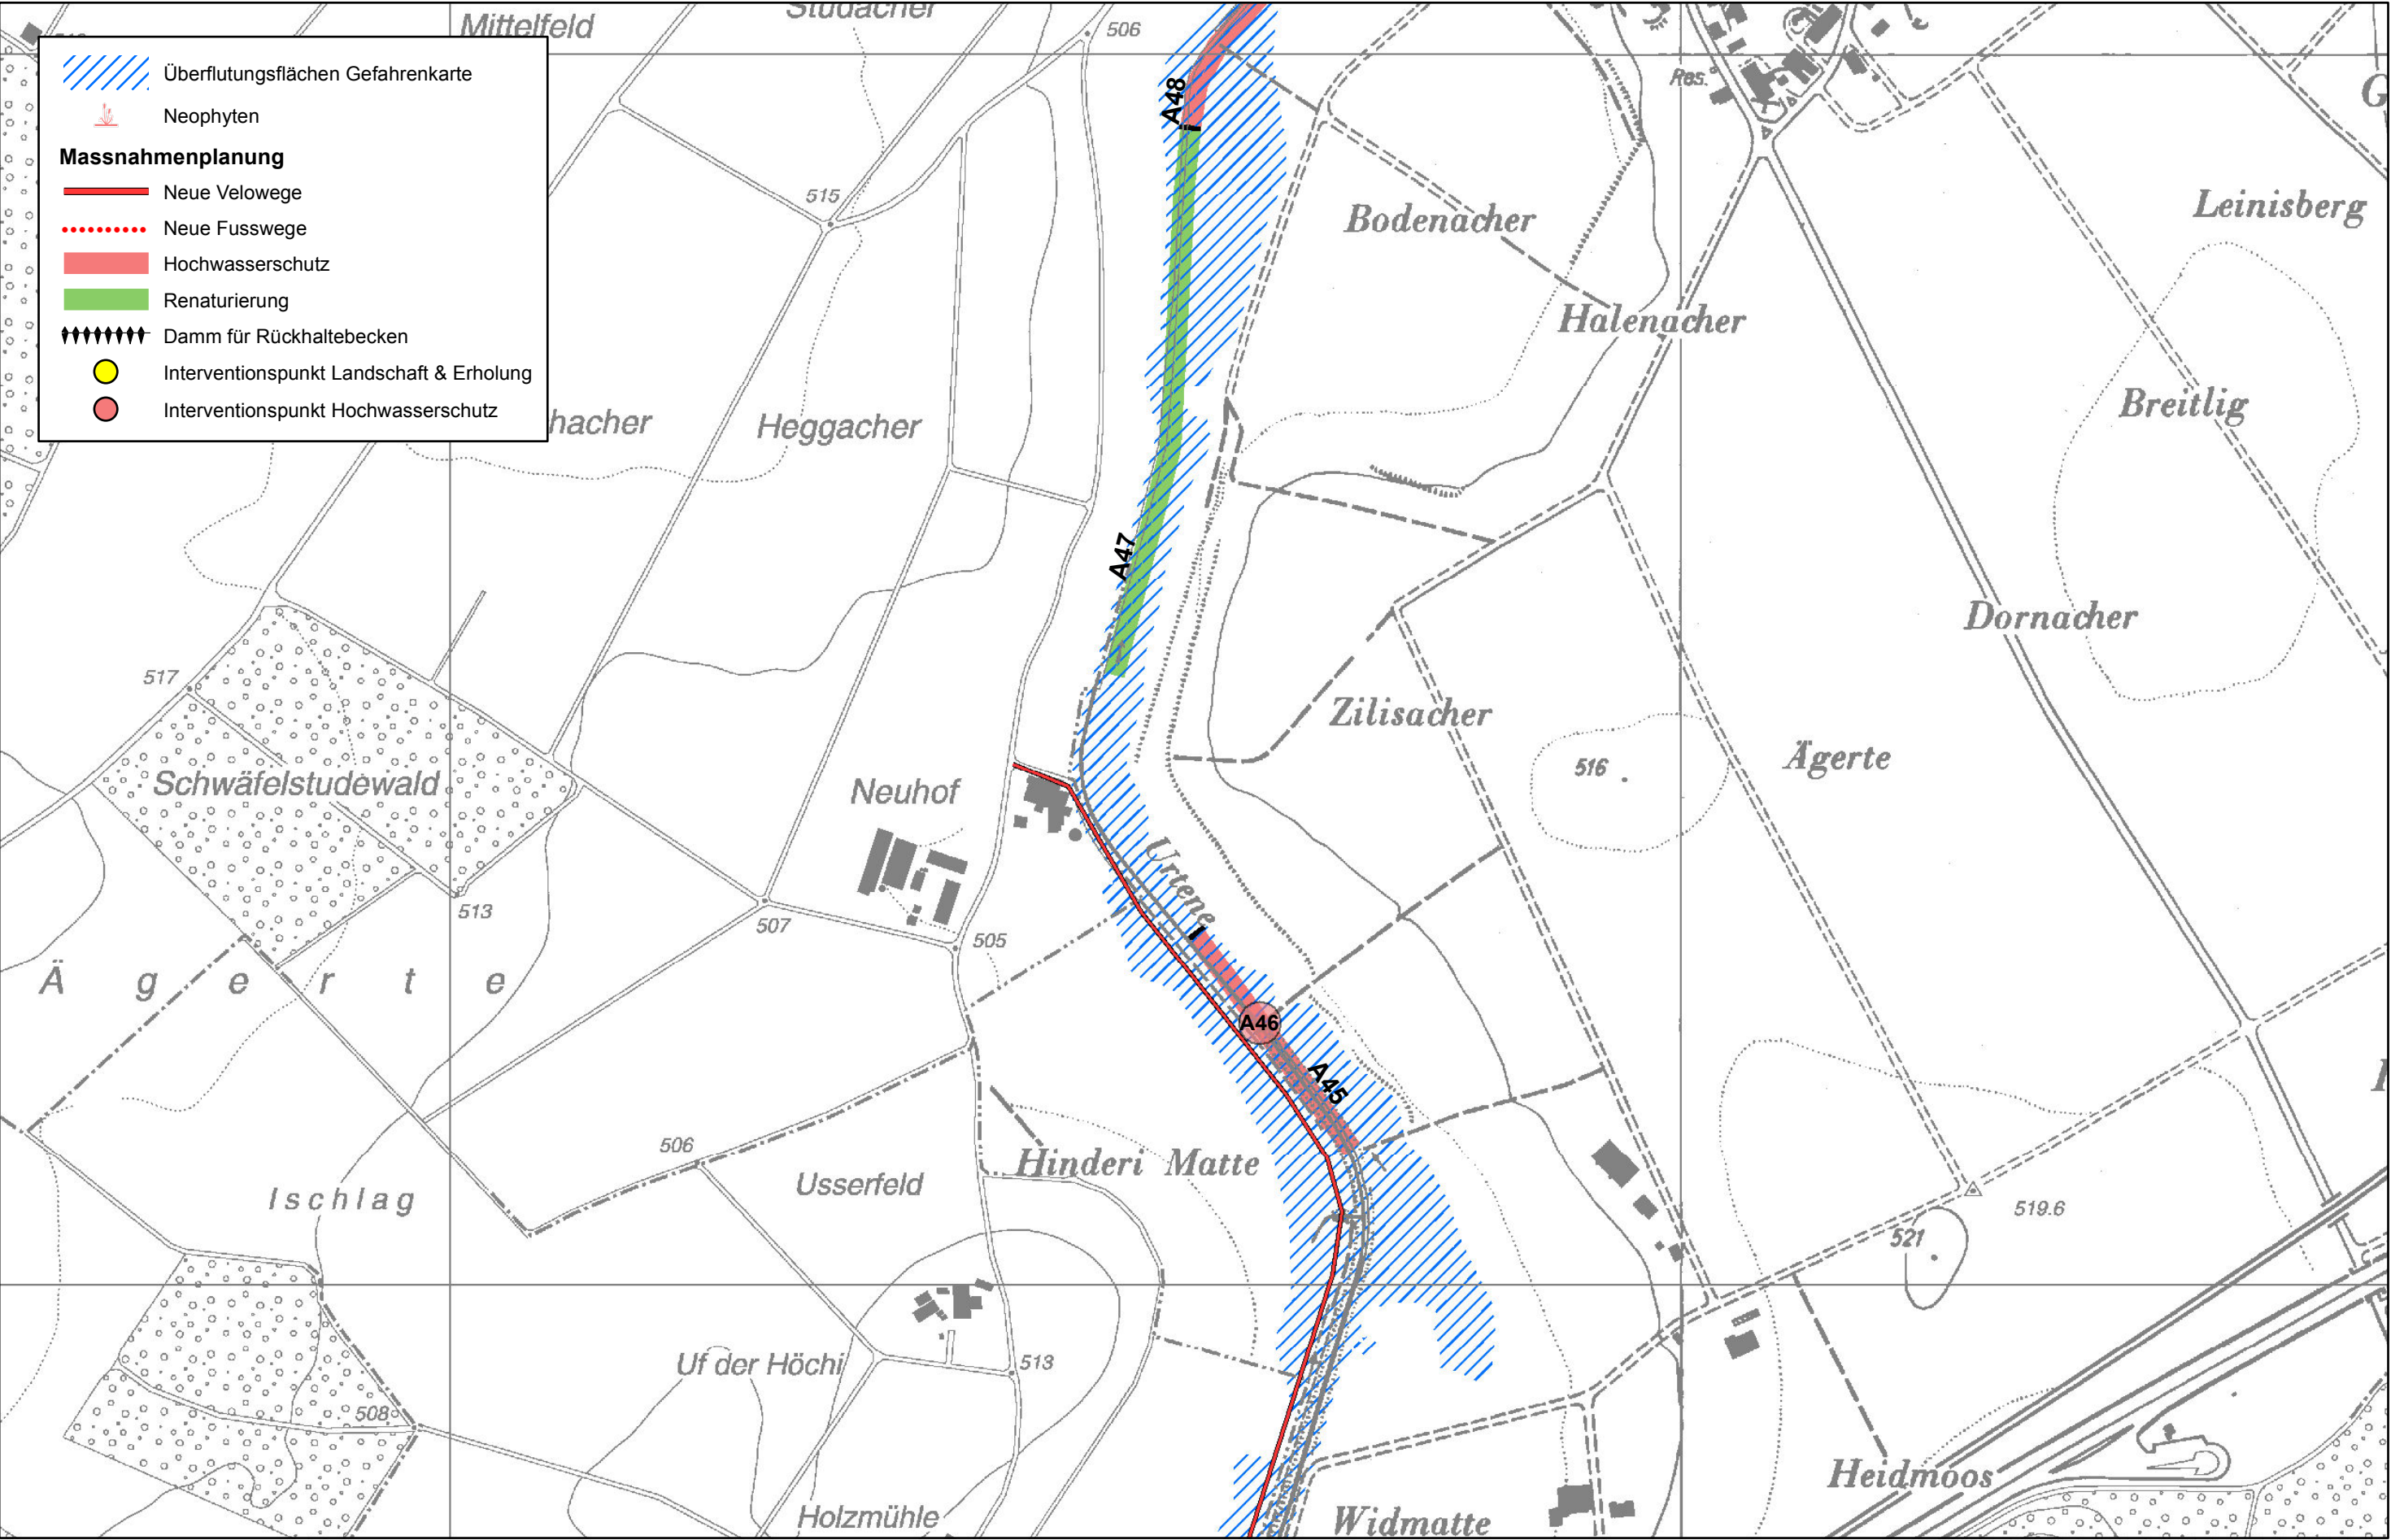 Mittelfeld
Studacher
506
Überflutungsflächen Gefahrenkarte
Neophyten
Massnahmenplanung
Neue Velowege
Neue Fusswege
Hochwasserschutz
Renaturierung
Damm für Rückhaltebecken
Interventionspunkt Landschaft & Erholung
Interventionspunkt Hochwasserschutz
A48
Res.
G
515
Bodenacher
Leinisberg
Halenacher
hacher
Heggacher
Breitlig
A47
Dornacher
517
Zilisacher
Ägerte
516
Schwäfelstudewald
Neuhof
Urtene
513
507
505
Ägerte
A46
A45
506
Usserfeld
Hinderi Matte
Ischlag
519.6
521
Uf der Höchi
513
508
Heidmoos
Holzmühle
Widmatte